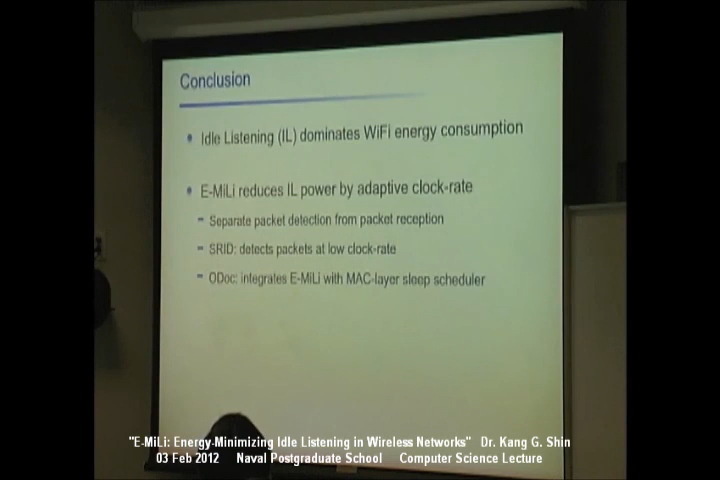 Conclusion
Idle Listening (IL) dominates WiFi energy consumption
E-MiLi reduces IL power by adaptive clock-rate
Separate packet detection from packet reception
SRID: detects packets at low clock-rate
ODoc: integrates E-MiLi with MAC-layer sleep scheduler
"E-MiLi: Energy-Minimizing Idle Listening in Wireless Networks" Dr. Kang G. Shin
03 Feb 2012 Naval Postgraduate School Computer Science Lecture